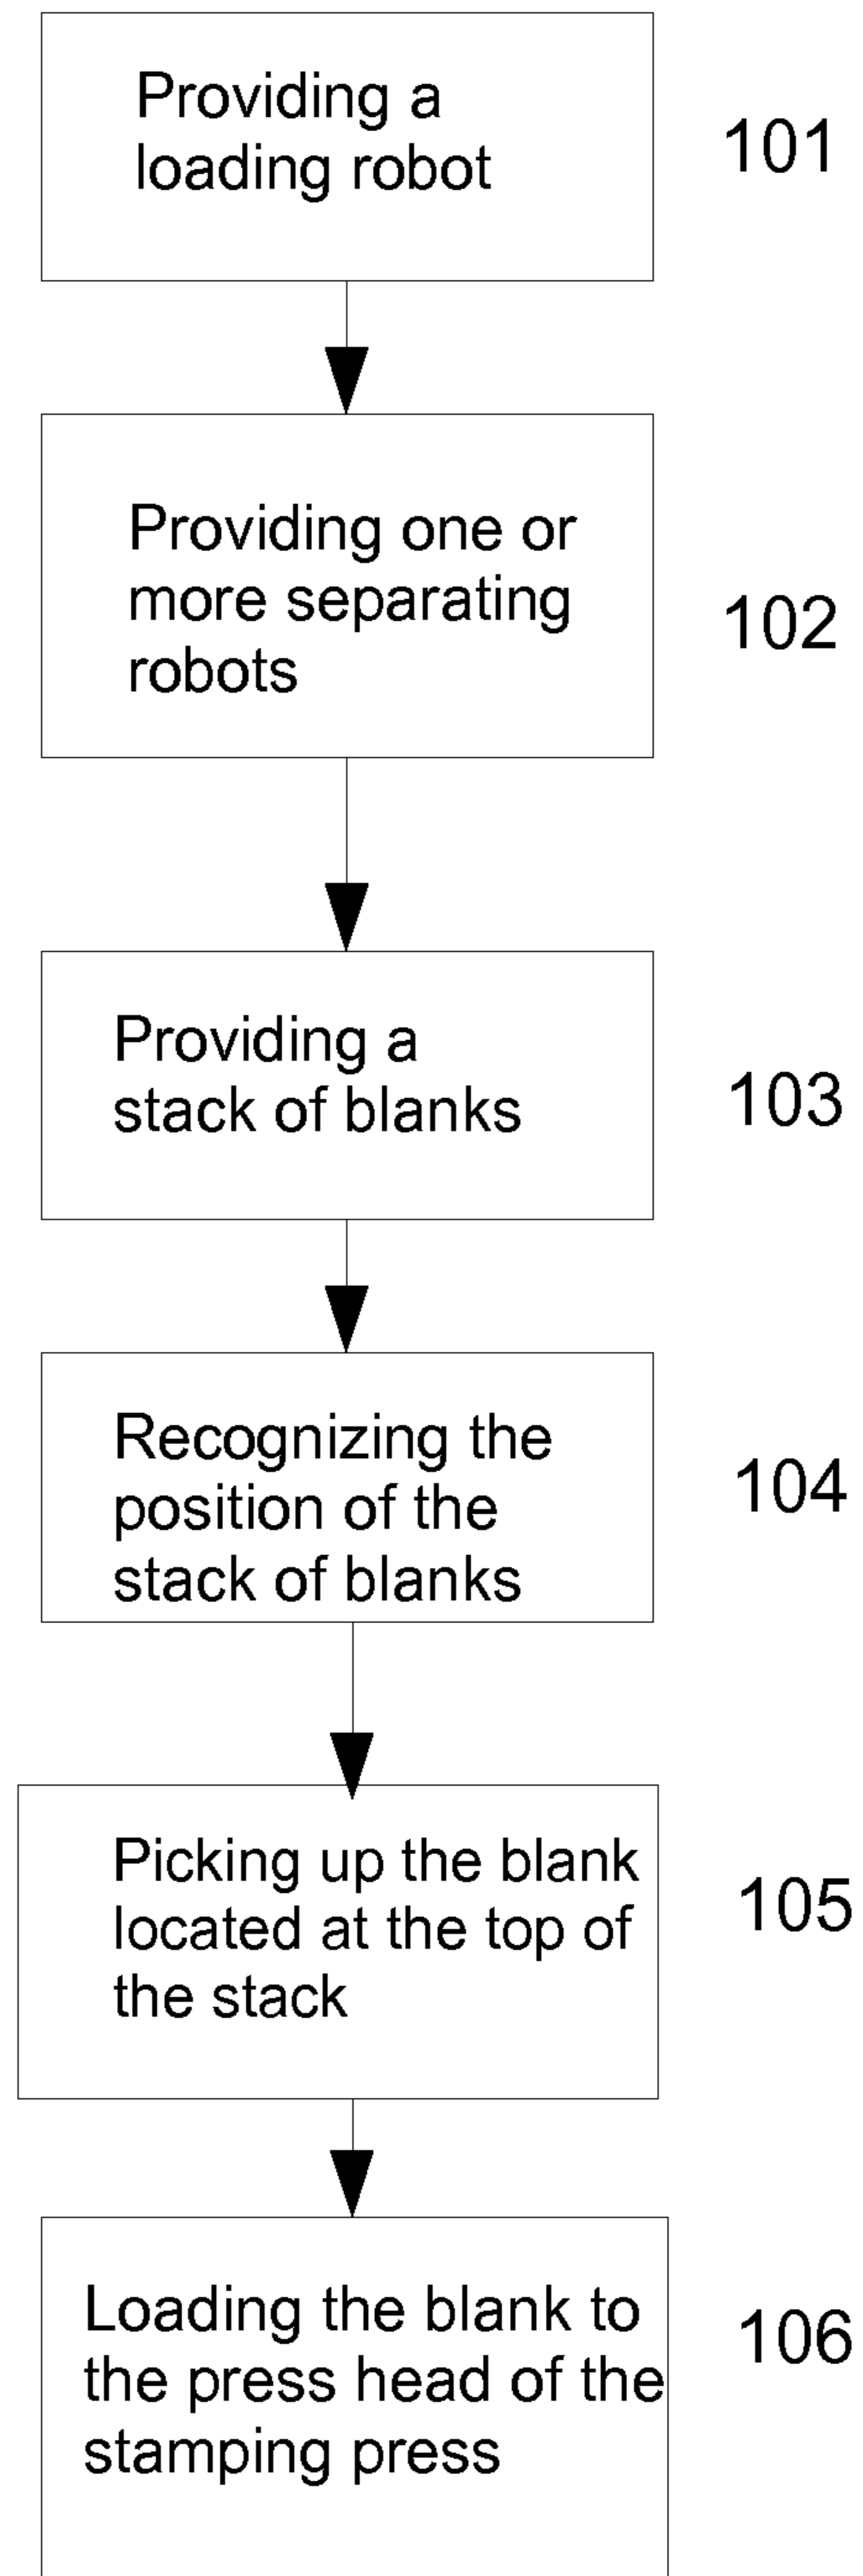 Providing a
loading robot
101
Providing one or
more separating
robots
102
Providing a
stack of blanks
103
Recognizing the
position of the
stack of blanks
104
Picking up the blank
located at the top of
the stack
105
Loading the blank to
the press head of the
stamping press
106